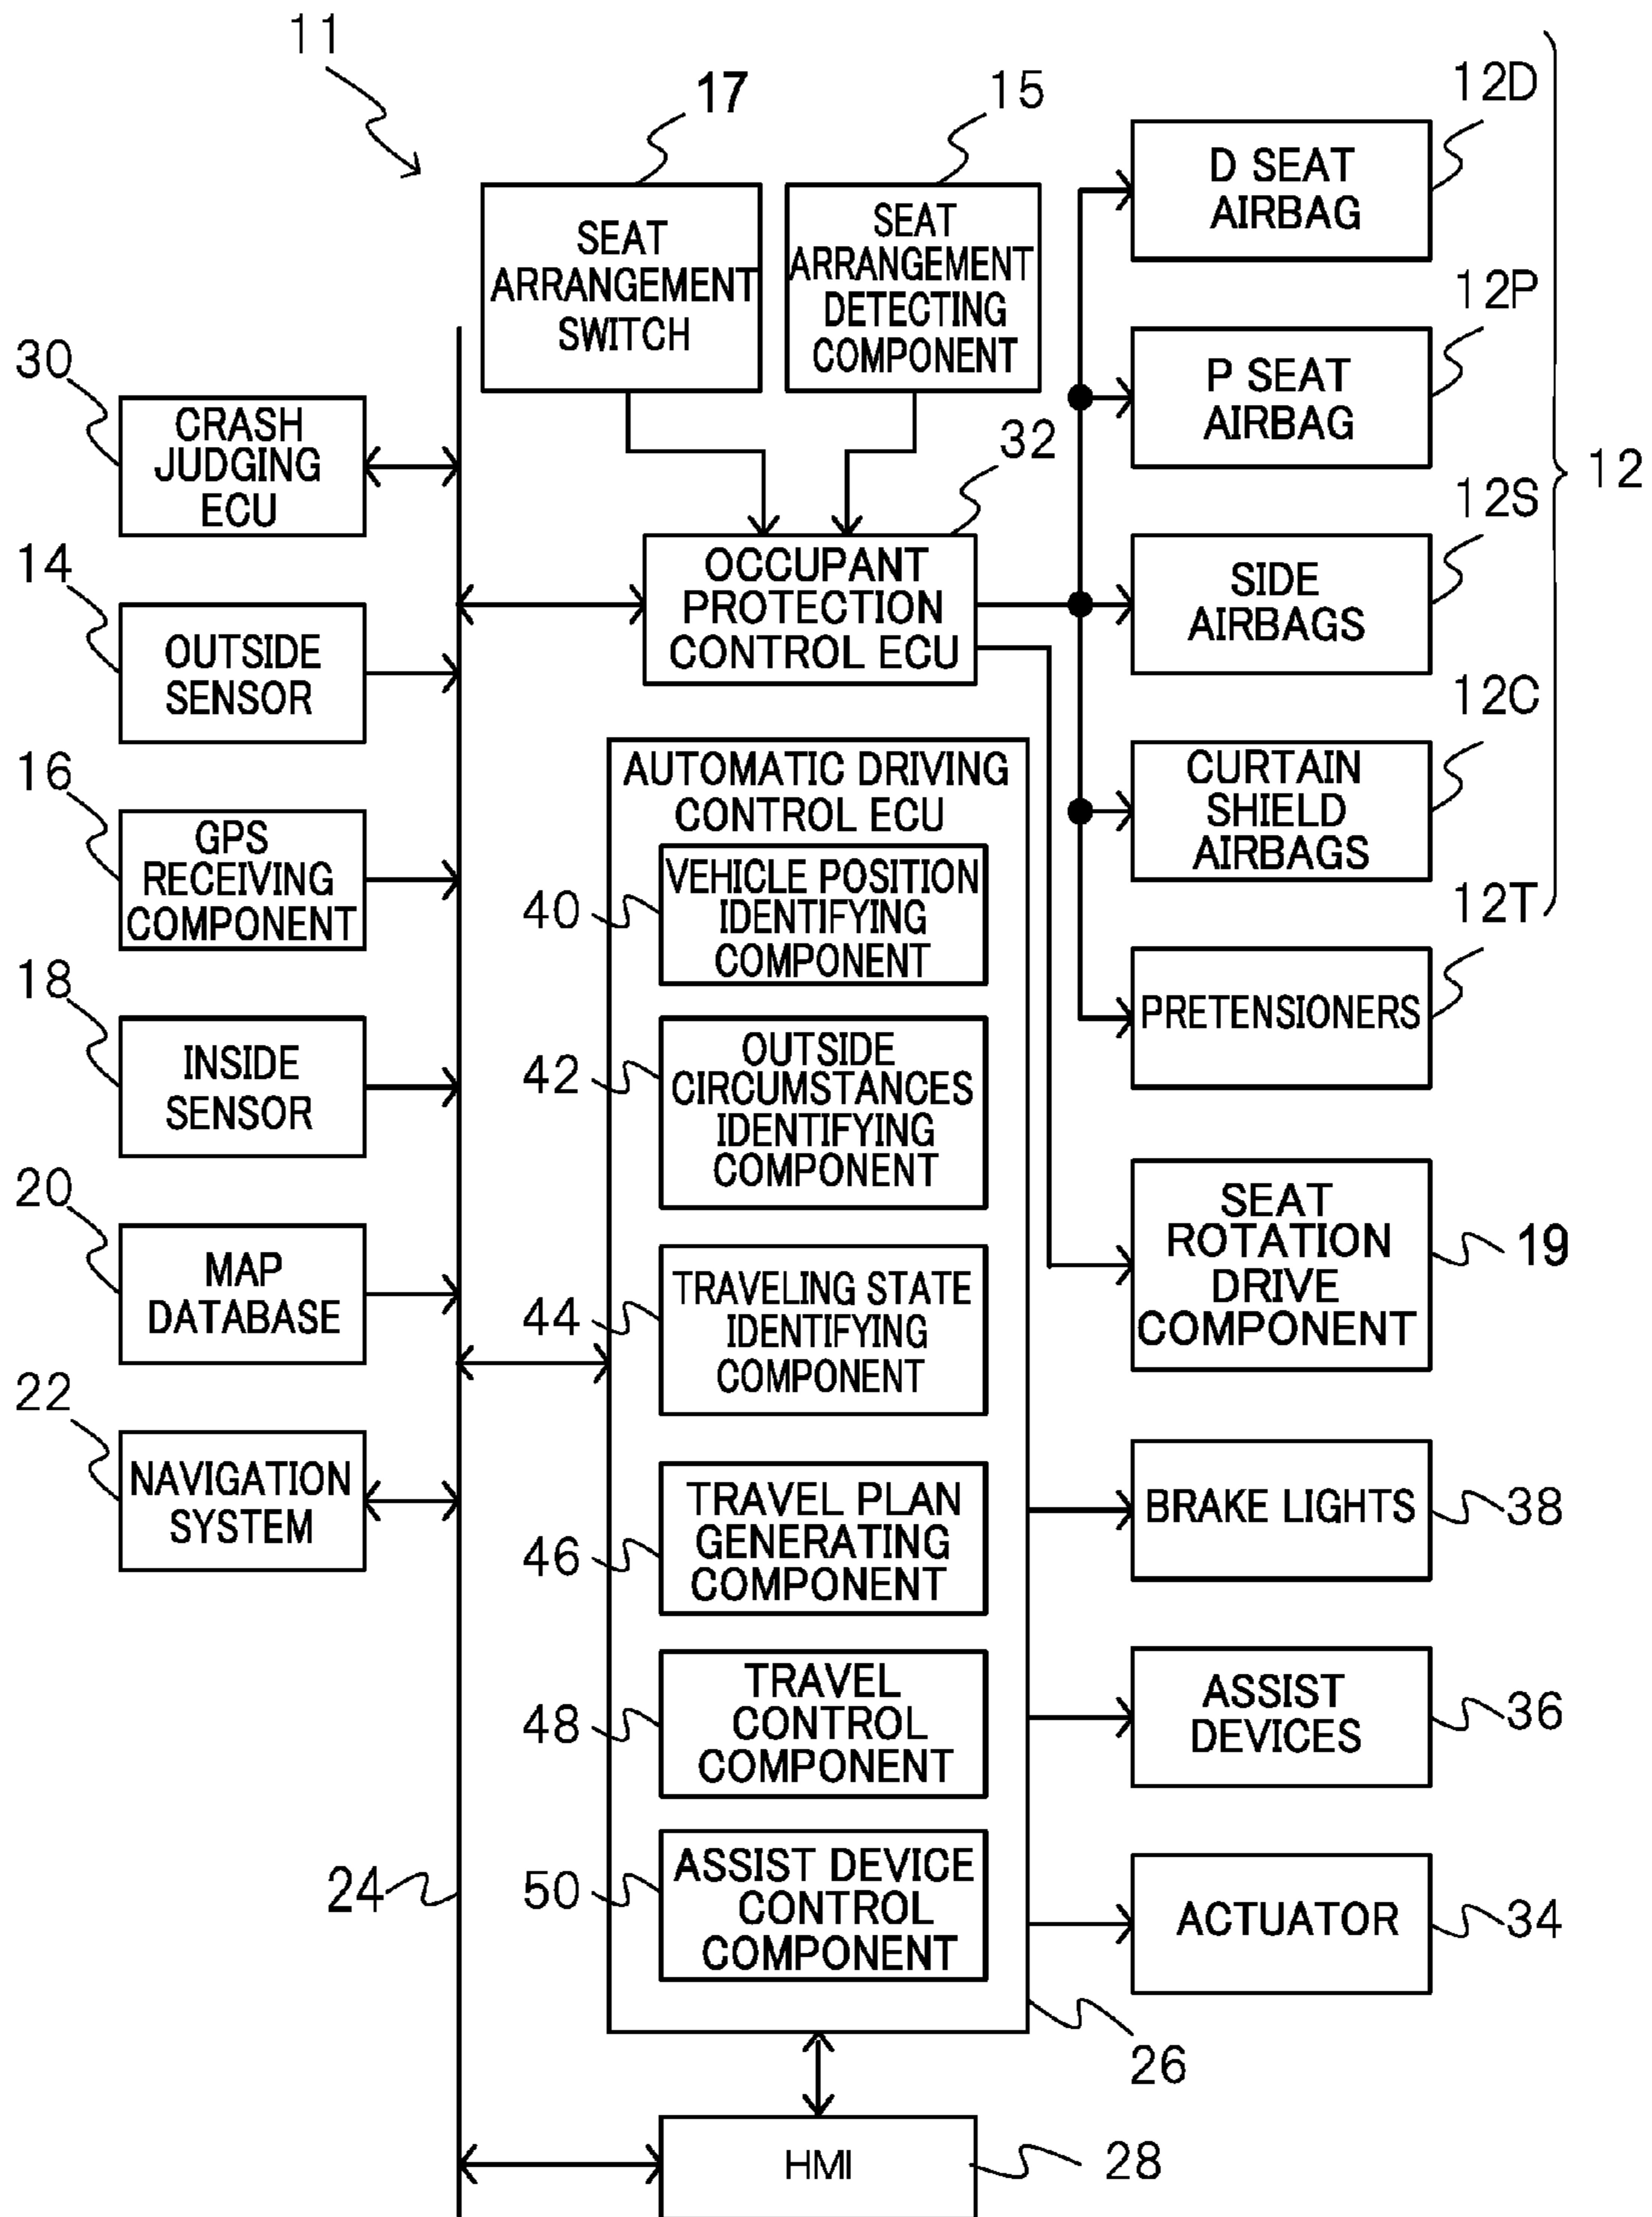 11
17
15
12D
D SEAT
AIRBAG
SEAT
ARRANGEMENT
SWITCH
SEAT
ARRANGEMENT
DETECTING
COMPONENT
12P
P SEAT
AIRBAG
12
30
CRASH
JUDGING
ECU
32
12S
SIDE
AIRBAGS
14
OUTSIDE
SENSOR
OCCUPANT
PROTECTION
CONTROL ECU
12C
CURTAIN
SHIELD
AIRBAGS
16
GPS
RECEIVING
COMPONENT
AUTOMATIC DRIVING
CONTROL ECU
40
VEHICLE POSITION
IDENTIFYING
COMPONENT
12T
PRETENSIONERS
18
INSIDE
SENSOR
42
OUTSIDE
CIRCUMSTANCES
IDENTIFYING
COMPONENT
20
MAP
DATABASE
44
TRAVELING STATE
IDENTIFYING
COMPONENT
SEAT
ROTATION
DRIVE
COMPONENT
19
22
NAVIGATION
SYSTEM
46
TRAVEL PLAN
GENERATING
COMPONENT
BRAKE LIGHTS
38
48
TRAVEL
CONTROL
COMPONENT
ASSIST
DEVICES
36
24
50
ASSIST DEVICE
CONTROL
COMPONENT
ACTUATOR
34
26
HMI
28